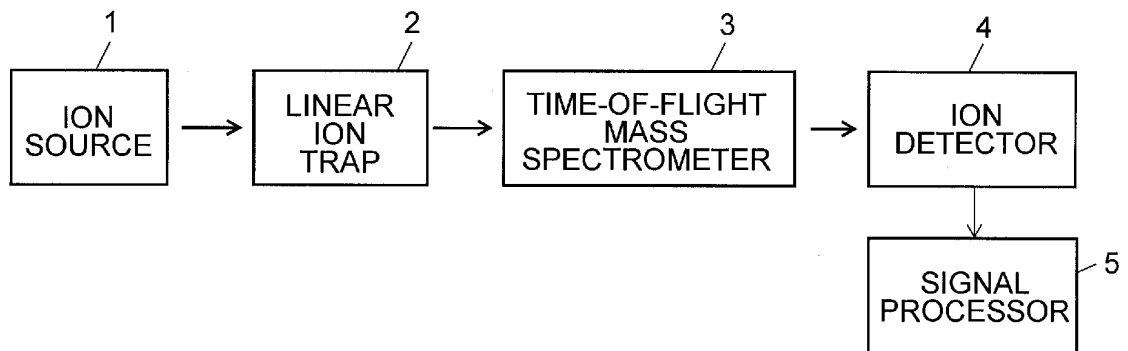 1
2
3
4
ION
SOURCE
LINEAR
ION
TRAP
TIME-OF-FLIGHT
MASS
SPECTROMETER
ION
DETECTOR
5
SIGNAL
PROCESSOR